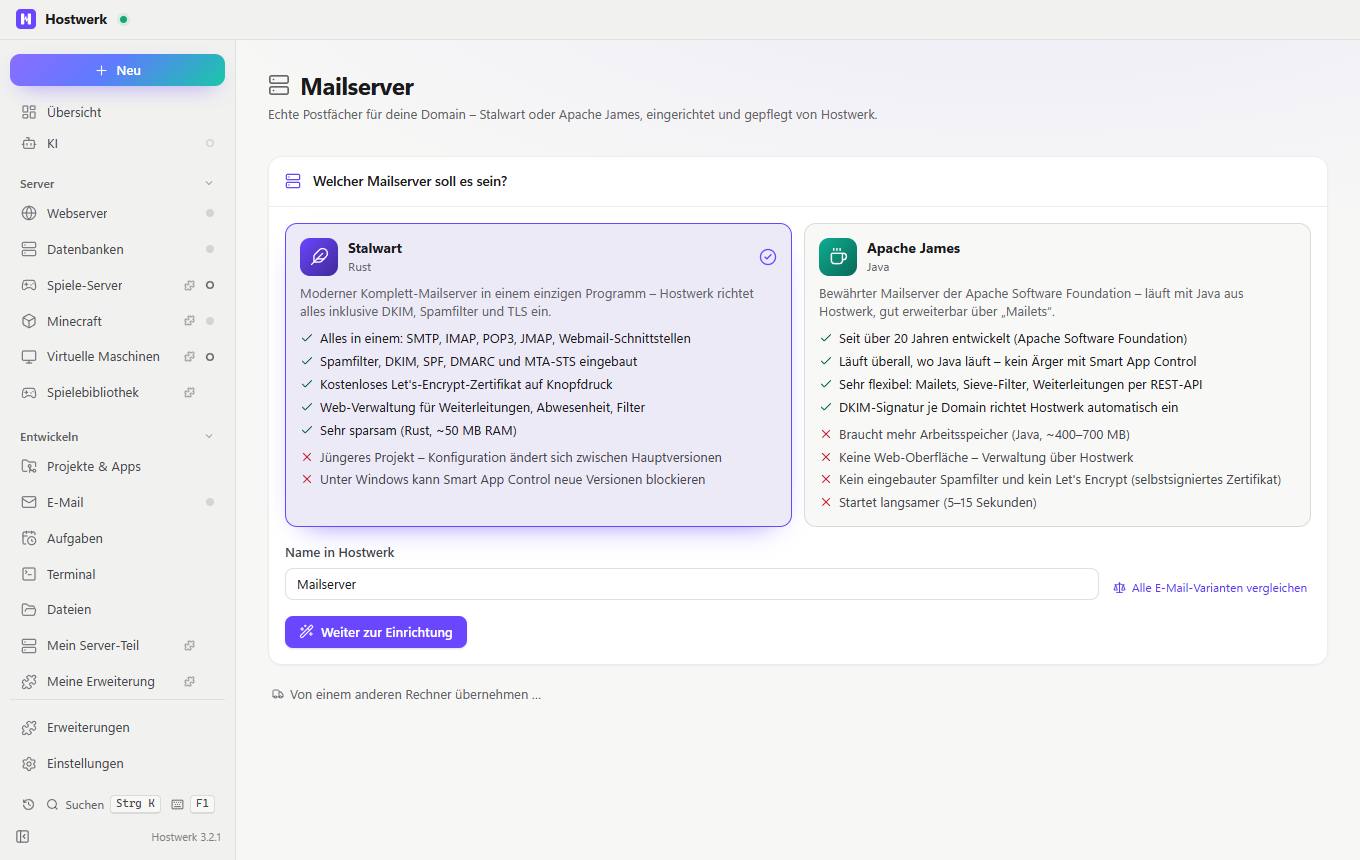 Hostwerk
Neu
Übersicht
KI
Server
Webserver
Datenbanken
Spiele-Server
Minecraft
Virtuelle Maschinen
Spielebibliothek
Entwickeln
Projekte & Apps
E-Mail
Aufgaben
Terminal
Dateien
Mein Server-Teil
Meine Erweiterung
Erweiterungen
Einstellungen
Suchen Strg K F1
Hostwerk 3.2.1
Mailserver
Echte Postfächer für deine Domain – Stalwart oder Apache James, eingerichtet und gepflegt von Hostwerk.
Welcher Mailserver soll es sein?
Stalwart
Rust
Moderner Komplett-Mailserver in einem einzigen Programm – Hostwerk richtet
alles inklusive DKIM, Spamfilter und TLS ein.
Alles in einem: SMTP, IMAP, POP3, JMAP, Webmail-Schnittstellen
Spamfilter, DKIM, SPF, DMARC und MTA-STS eingebaut
Kostenloses Let's-Encrypt-Zertifikat auf Knopfdruck
Web-Verwaltung für Weiterleitungen, Abwesenheit, Filter
Sehr sparsam (Rust, ~50 MB RAM)
Jüngeres Projekt – Konfiguration ändert sich zwischen Hauptversionen
Unter Windows kann Smart App Control neue Versionen blockieren
Apache James
Java
Bewährter Mailserver der Apache Software Foundation – läuft mit Java aus
Hostwerk, gut erweiterbar über „Mailets“.
Seit über 20 Jahren entwickelt (Apache Software Foundation)
Läuft überall, wo Java läuft – kein Ärger mit Smart App Control
Sehr flexibel: Mailets, Sieve-Filter, Weiterleitungen per REST-API
DKIM-Signatur je Domain richtet Hostwerk automatisch ein
Braucht mehr Arbeitsspeicher (Java, ~400–700 MB)
Keine Web-Oberfläche – Verwaltung über Hostwerk
Kein eingebauter Spamfilter und kein Let's Encrypt (selbstsigniertes Zertifikat)
Startet langsamer (5–15 Sekunden)
Name in Hostwerk
Mailserver
Alle E-Mail-Varianten vergleichen
Weiter zur Einrichtung
Von einem anderen Rechner übernehmen ...